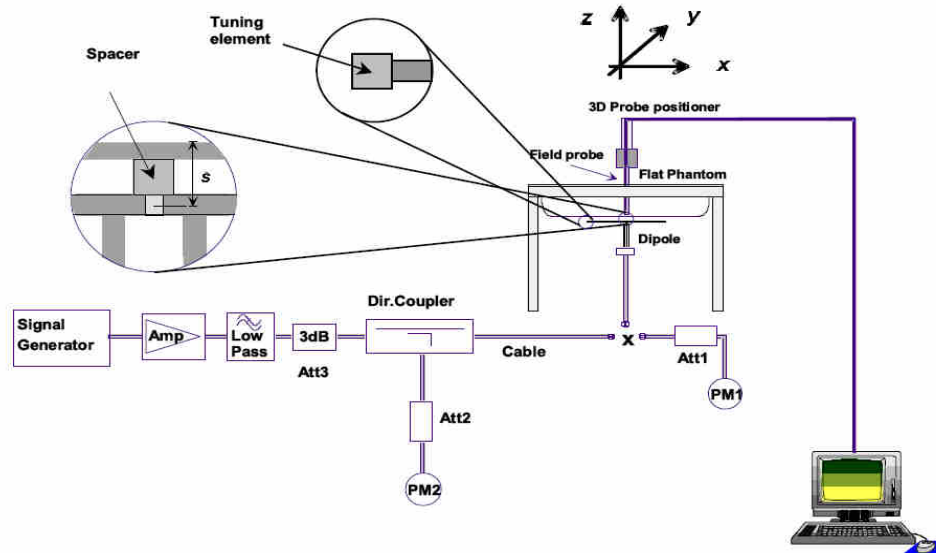 Tuning
element
z
y
x
Spacer
3D Probe positioner
s
Field probe
Flat Phantom
Dipole
Dir.Coupler
Signal
Generator
Amp
Low
Pass
3dB
Att3
Cable
x
Att1
PM1
Att2
PM2